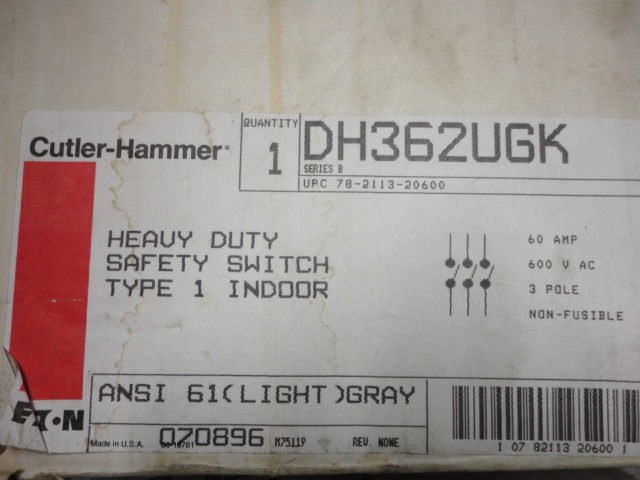 Cutler-Hammer
QUANTITY
1
DH362UGK
SERIES B
UPC 78-2113-20600
HEAVY DUTY
SAFETY SWITCH
TYPE 1 INDOOR
60 AMP
600 V AC
3 POLE
NON-FUSIBLE
E·T·N
ANSI 61(LIGHT)GRAY
Made in U.S.A.
070896
M75119
REV. NONE
1 07 82113 20600 1